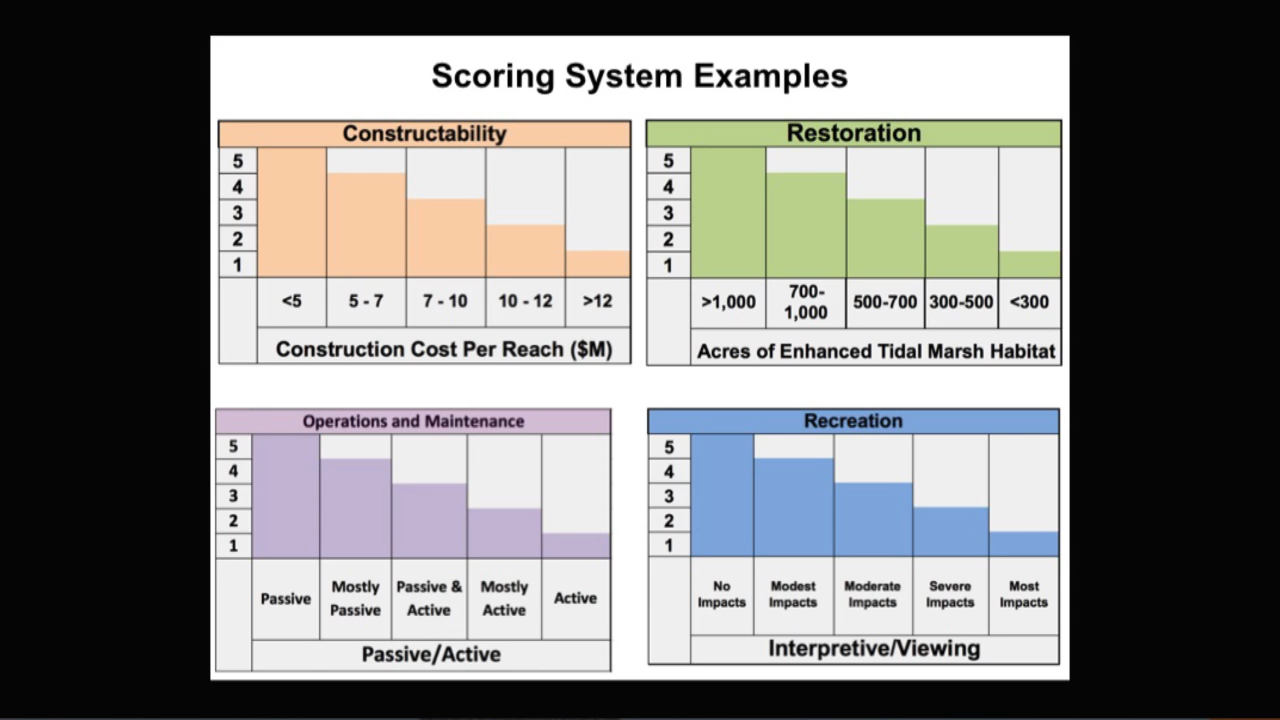 Scoring System Examples
Constructability
5
4
3
2
1
<5
5 - 7
7 - 10
10 - 12
>12
Construction Cost Per Reach ($M)
Restoration
5
4
3
2
1
>1,000
700-
1,000
500-700
300-500
<300
Acres of Enhanced Tidal Marsh Habitat
Operations and Maintenance
5
4
3
2
1
Passive
Mostly
Passive
Passive &
Active
Mostly
Active
Active
Passive/Active
Recreation
5
4
3
2
1
No
Impacts
Modest
Impacts
Moderate
Impacts
Severe
Impacts
Most
Impacts
Interpretive/Viewing